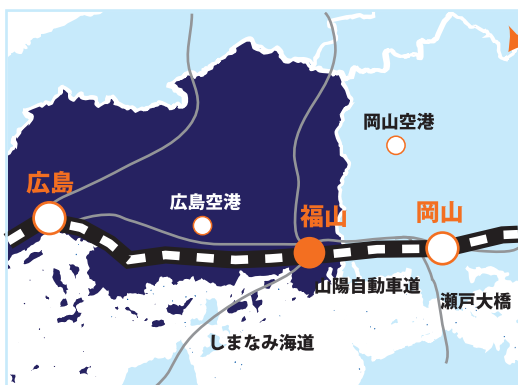 岡山空港
広島
広島空港
福山
岡山
山陽自動車道
瀬戸大橋
しまなみ海道